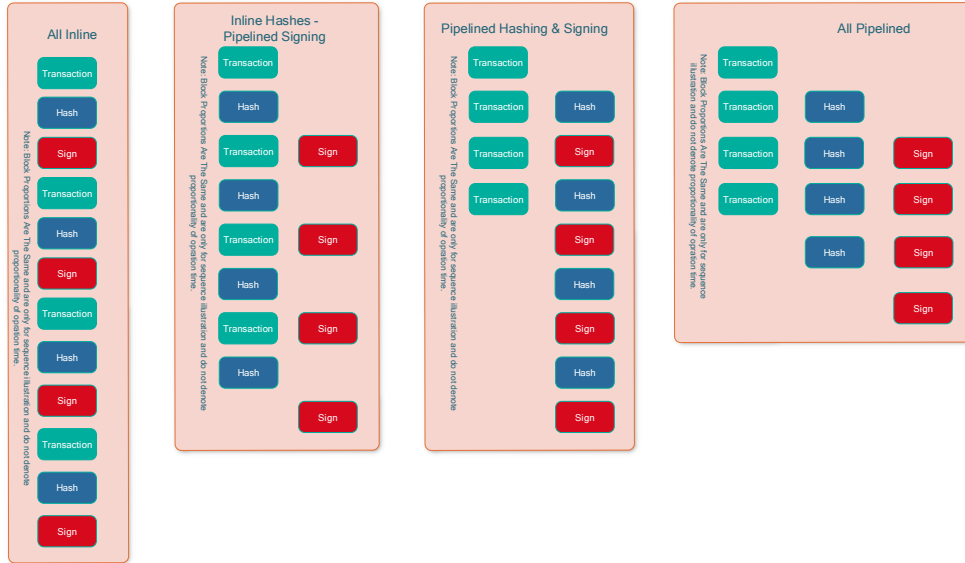 All Inline
Transaction
Hash
Sign
Transaction
Hash
Sign
Transaction
Hash
Sign
Transaction
Hash
Sign
Note: Block Proportions Are The Same and are only for sequence illustration and do not denote
proportionality of opration time.
Inline Hashes -
Pipelined Signing
Transaction
Hash
Transaction Sign
Hash
Transaction Sign
Hash
Transaction Sign
Hash
Sign
Note: Block Proportions Are The Same and are only for sequence illustration and do not denote
proportionality of opration time.
Pipelined Hashing & Signing
Transaction
Transaction Hash
Transaction Sign
Transaction Hash
Sign
Hash
Sign
Hash
Sign
Note: Block Proportions Are The Same and are only for sequence illustration and do not denote
proportionality of opration time.
All Pipelined
Transaction
Transaction Hash
Transaction Hash Sign
Transaction Hash Sign
Hash Sign
Sign
Note: Block Proportions Are The Same and are only for sequence
illustration and do not denote proportionality of opration time.